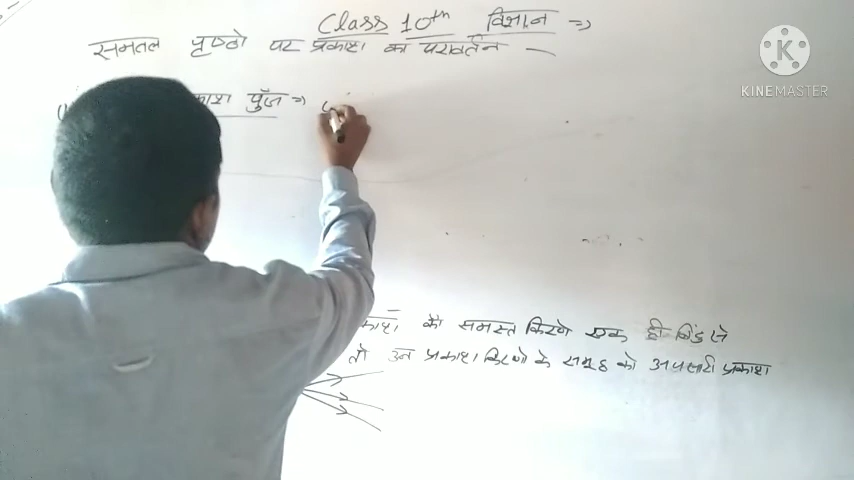 Class 10th विज्ञान ⇒
समतल पृष्ठो पर प्रकाश का परावर्तन —
पुँज ⇒
की समस्त किरणे एक ही बिंदु से
तो उन प्रकाश किरणो के समूह को अपसारी प्रकाश
KINEMASTER